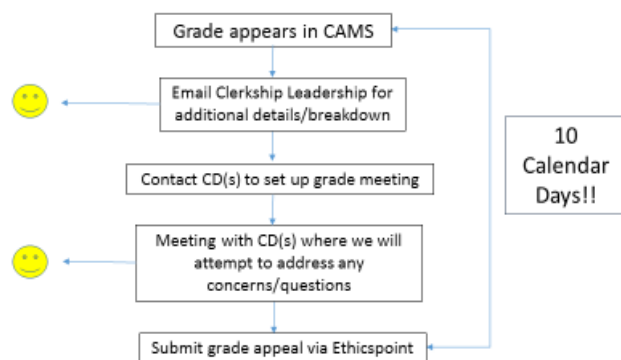 Grade appears in CAMS
Email Clerkship Leadership for
additional details/breakdown
10
Calendar
Days!!
Contact CD(s) to set up grade meeting
Meeting with CD(s) where we will
attempt to address any
concerns/questions
Submit grade appeal via Ethicspoint